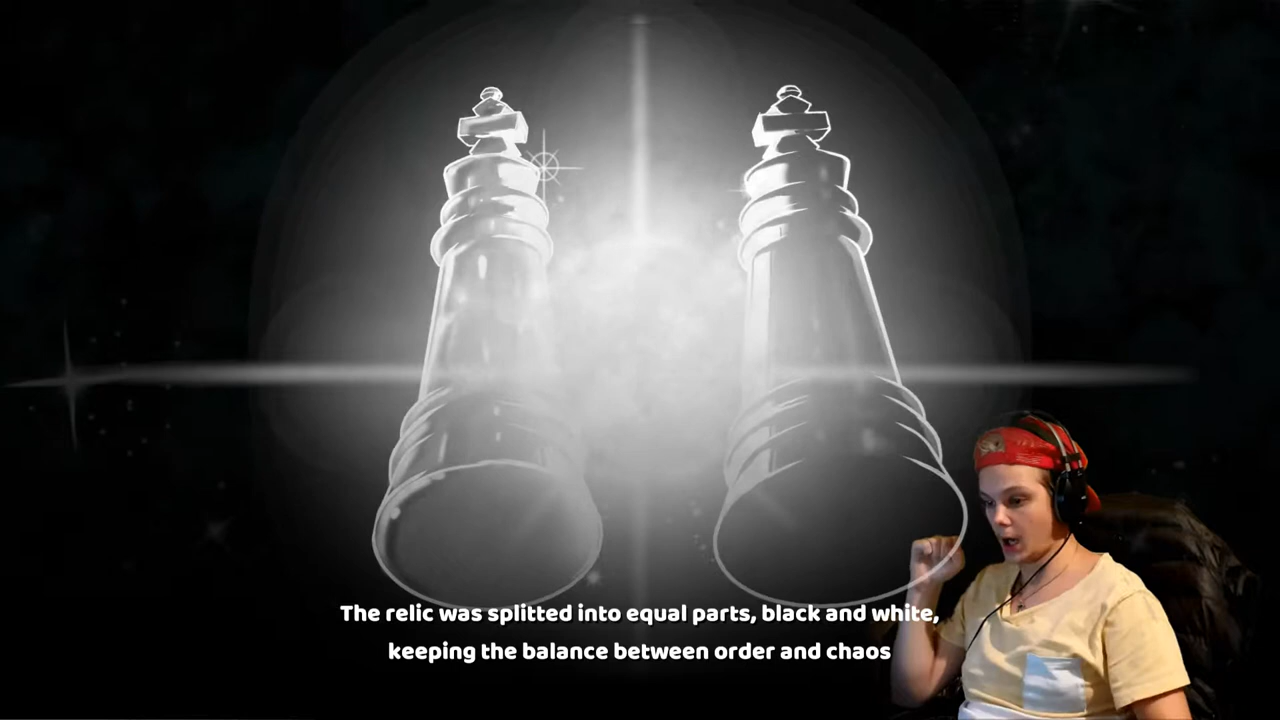 The relic was splitted into equal parts, black and white,
keeping the balance between order and chaos